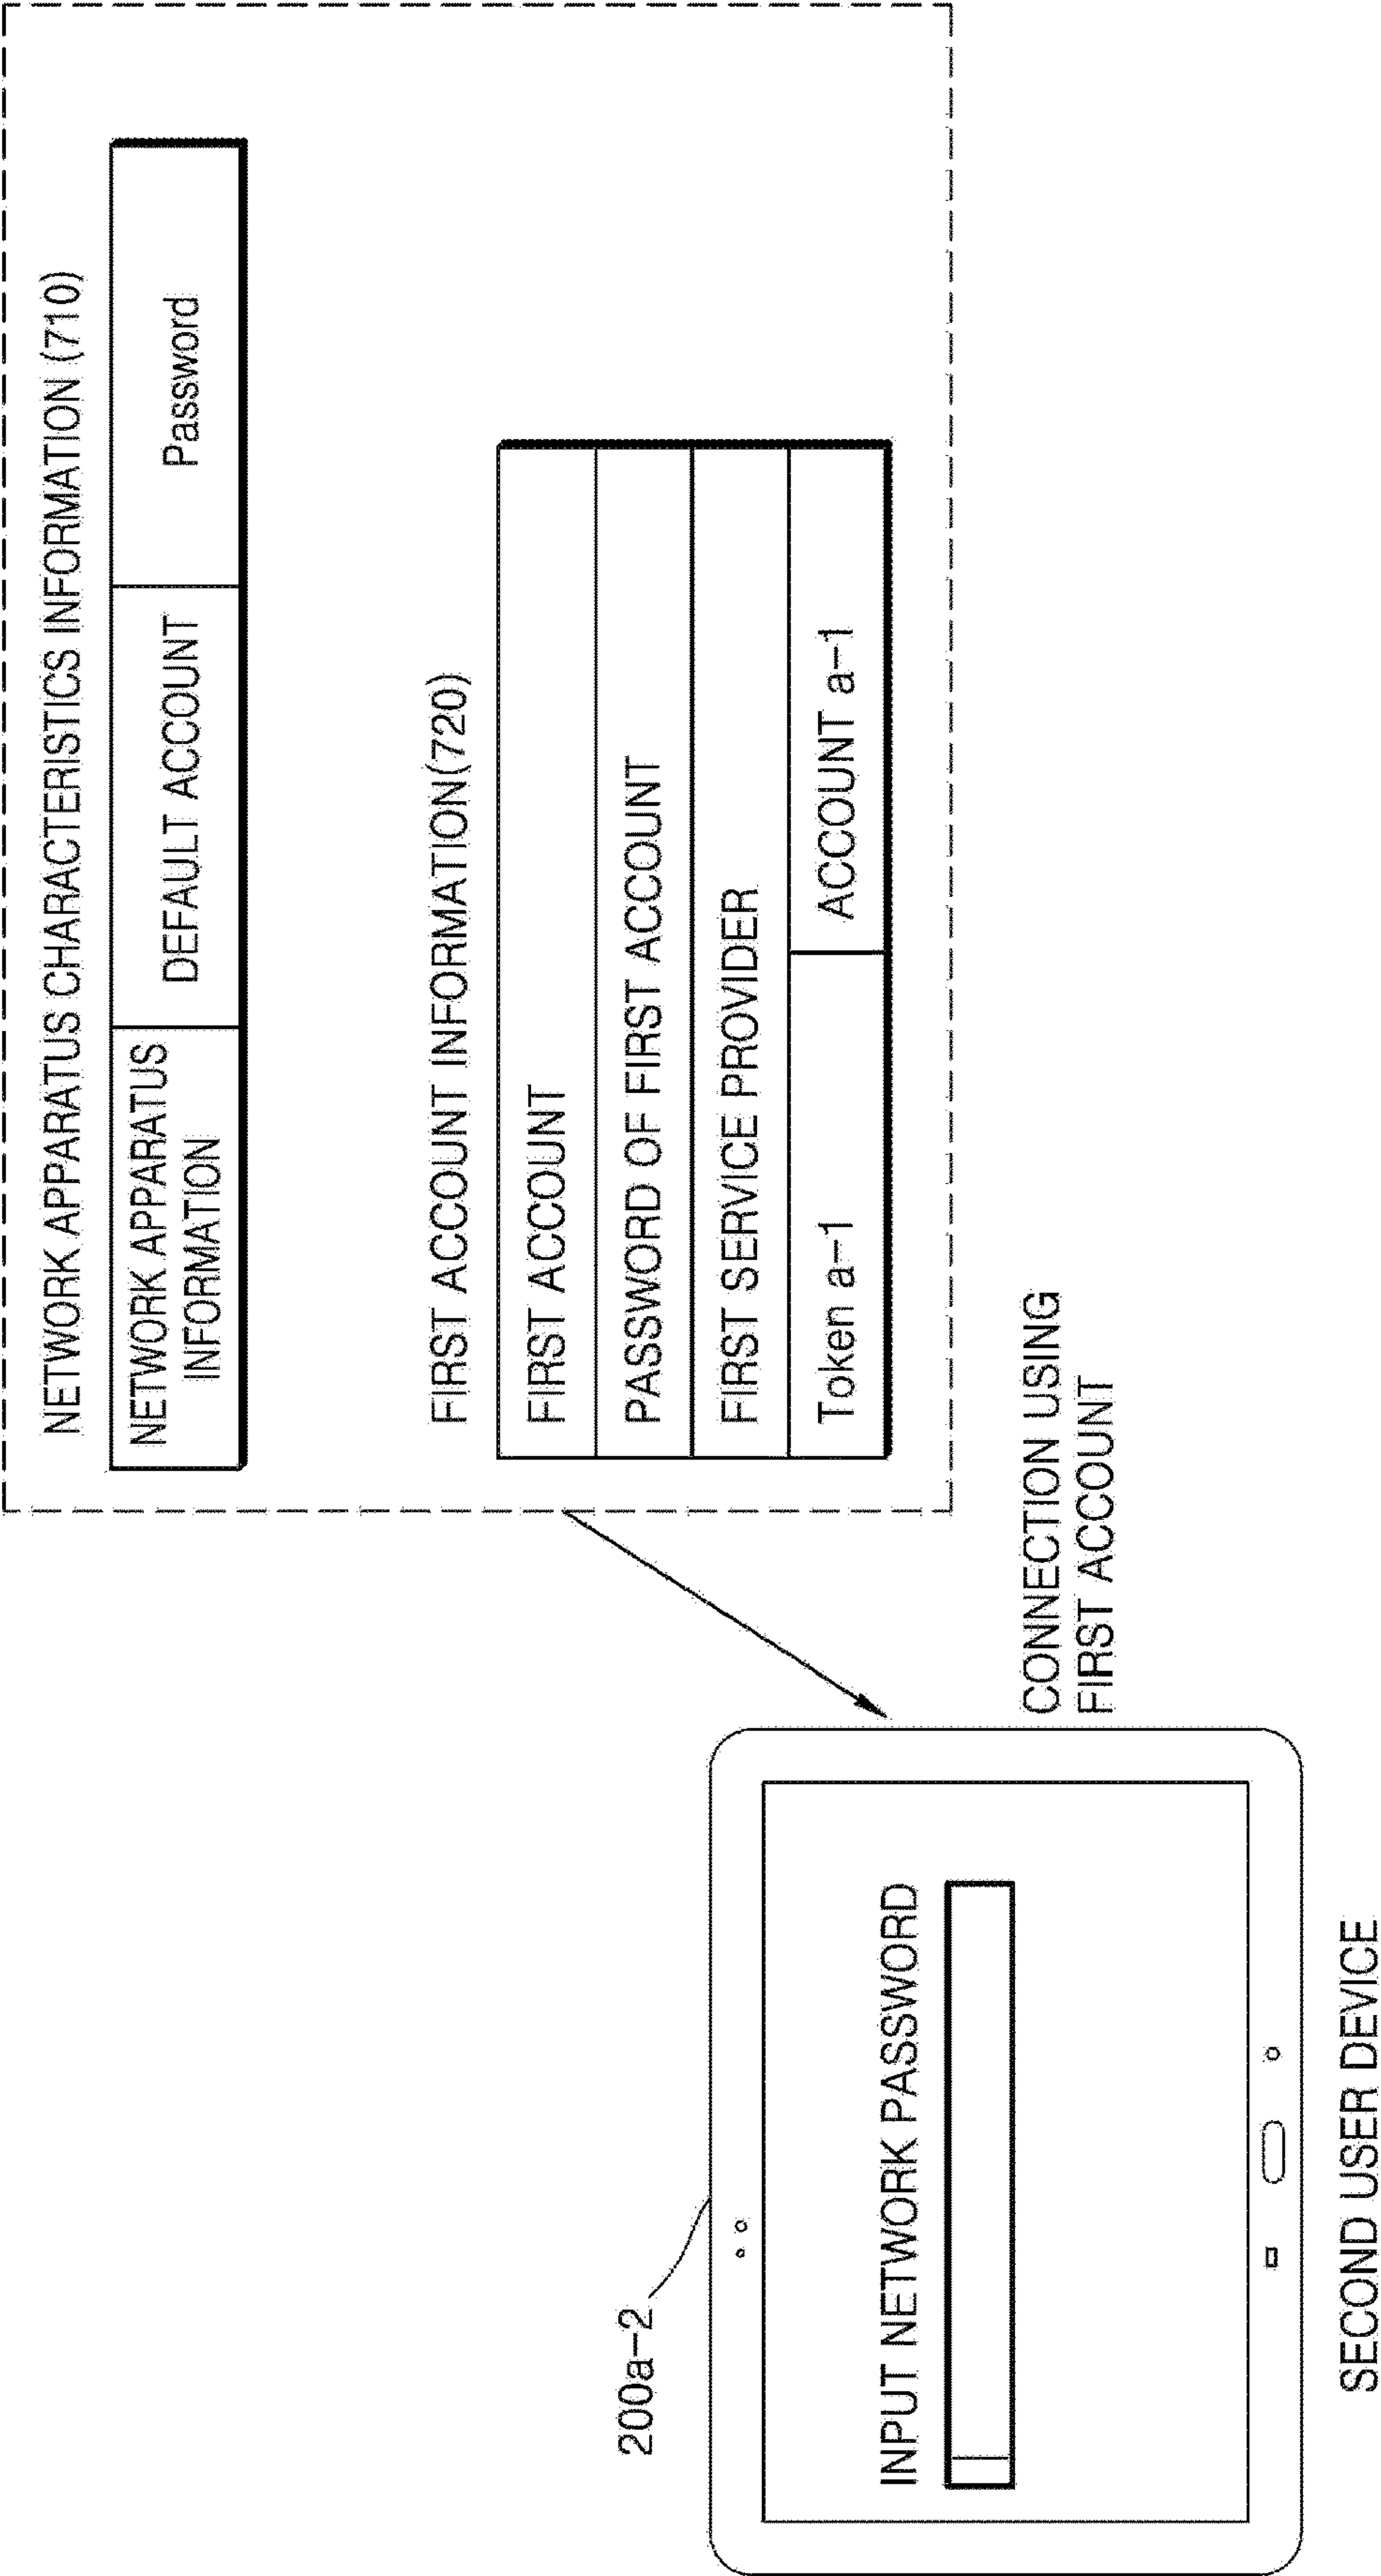 NETWORK APPARATUS CHARACTERISTICS INFORMATION (710)
NETWORK APPARATUS
INFORMATION
DEFAULT ACCOUNT
Password
FIRST ACCOUNT INFORMATION(720)
FIRST ACCOUNT
PASSWORD OF FIRST ACCOUNT
FIRST SERVICE PROVIDER
Token a-1
ACCOUNT a-1
200a-2
INPUT NETWORK PASSWORD
CONNECTION USING
FIRST ACCOUNT
SECOND USER DEVICE